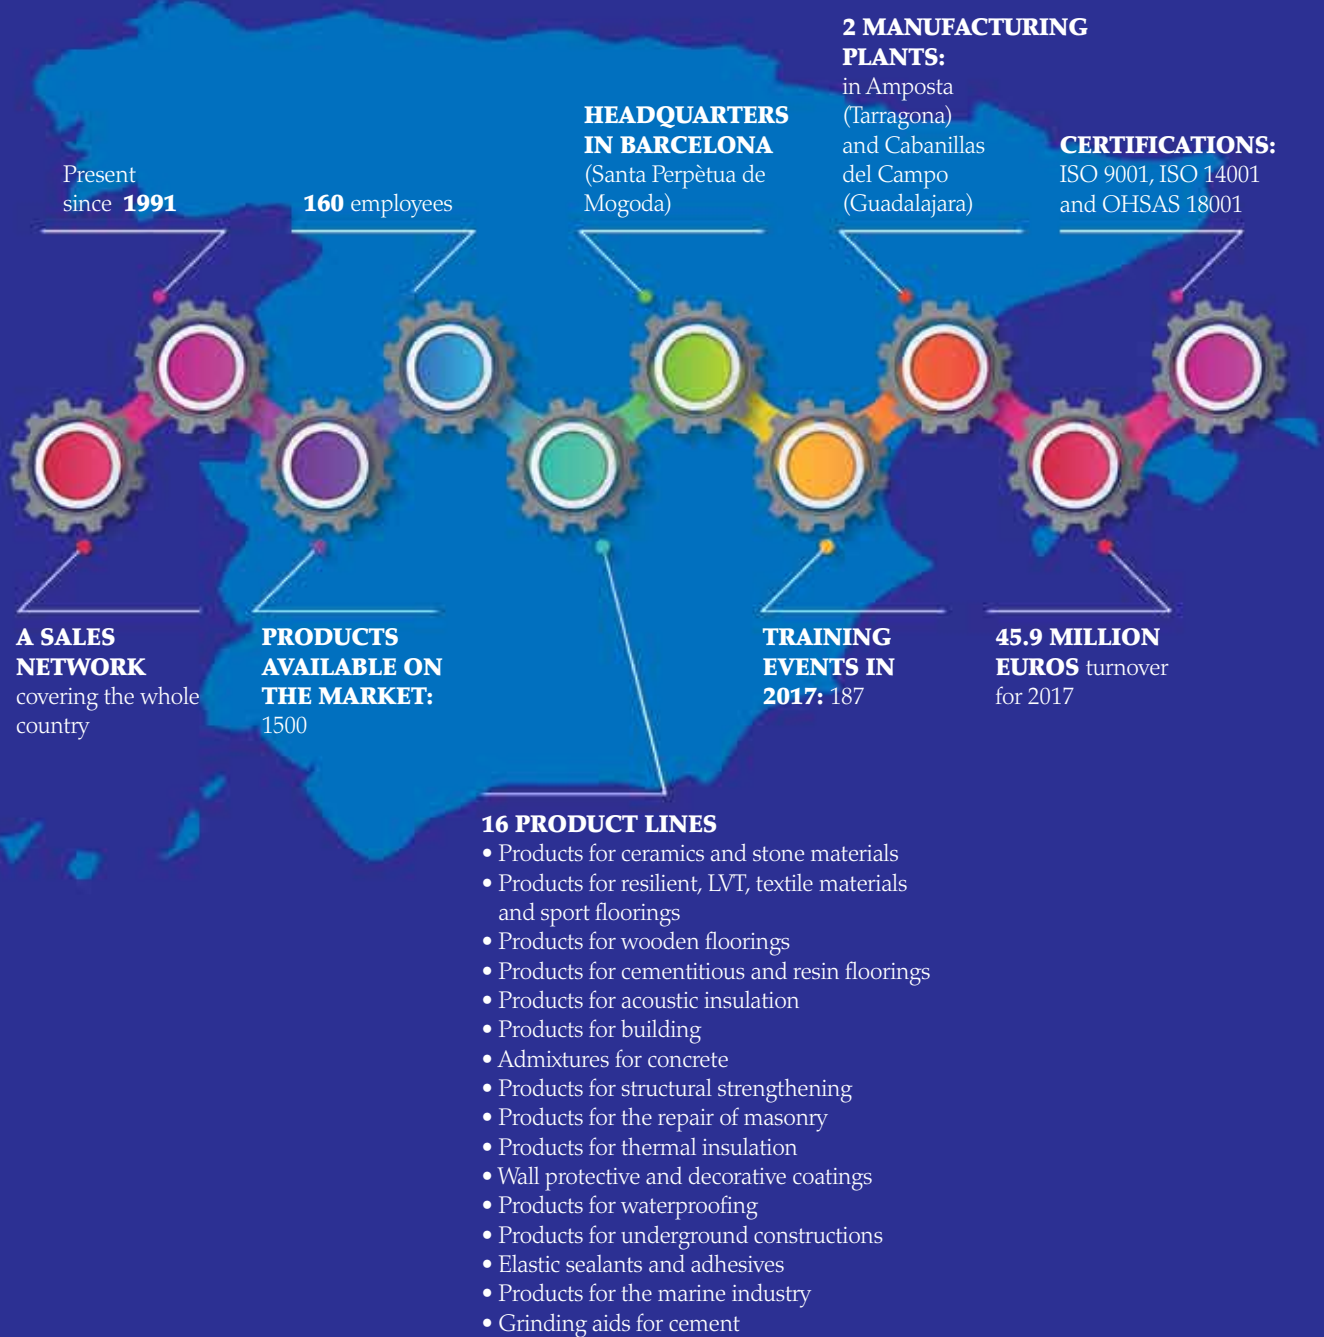 Present
since 1991
160 employees
HEADQUARTERS
IN BARCELONA
(Santa Perpètua de
Mogoda)
2 MANUFACTURING
PLANTS:
in Amposta
(Tarragona)
and Cabanillas
del Campo
(Guadalajara)
CERTIFICATIONS:
ISO 9001, ISO 14001
and OHSAS 18001
A SALES
NETWORK
covering the whole
country
PRODUCTS
AVAILABLE ON
THE MARKET:
1500
TRAINING
EVENTS IN
2017: 187
45.9 MILLION
EUROS turnover
for 2017
16 PRODUCT LINES
• Products for ceramics and stone materials
• Products for resilient, LVT, textile materials
and sport floorings
• Products for wooden floorings
• Products for cementitious and resin floorings
• Products for acoustic insulation
• Products for building
• Admixtures for concrete
• Products for structural strengthening
• Products for the repair of masonry
• Products for thermal insulation
• Wall protective and decorative coatings
• Products for waterproofing
• Products for underground constructions
• Elastic sealants and adhesives
• Products for the marine industry
• Grinding aids for cement